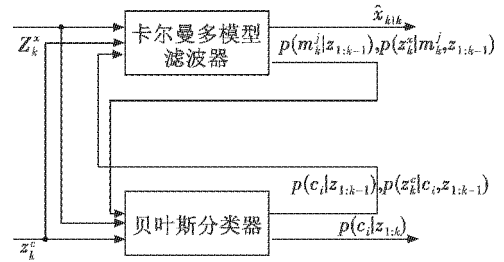 Z_k^x
卡尔曼多模型
滤波器
x̂_{k|k}
p(m_k^j|z_{1:k-1}),p(z_k^x|m_k^j,z_{1:k-1})
p(c_i|z_{1:k-1}),p(z_k^c|c_i,z_{1:k-1})
贝叶斯分类器
p(c_i|z_{1:k})
z_k^c